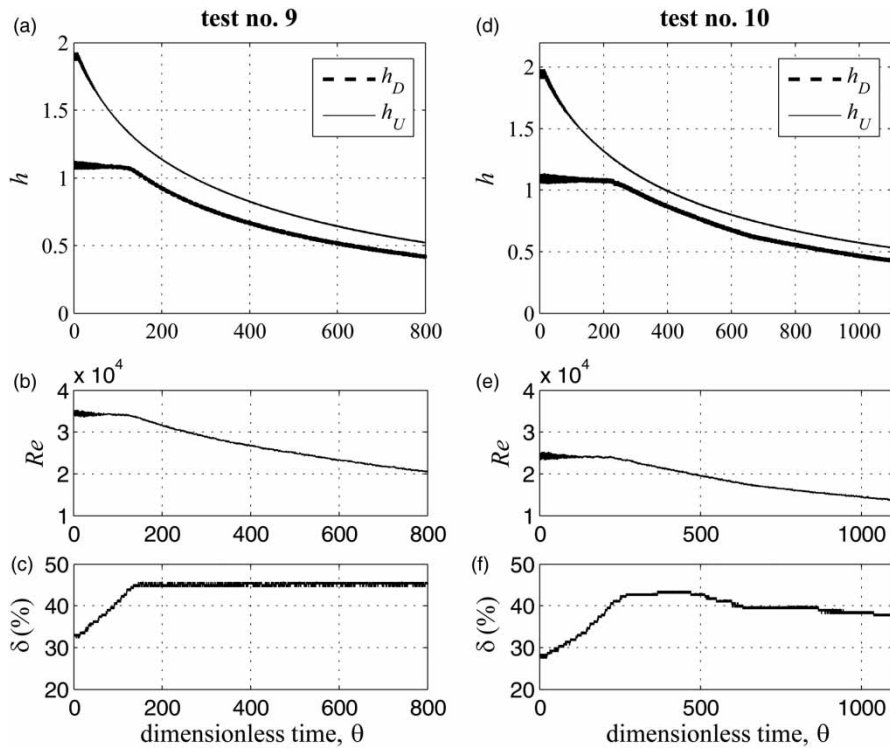 test no. 9
(a)
2
1.5
1
0.5
0
h
h_D
h_U
0 200 400 600 800
(b)
x 10^4
4
3
2
1
Re
0 200 400 600 800
(c)
50
40
30
20
δ (%)
0 200 400 600 800
dimensionless time, θ
test no. 10
(d)
2
1.5
1
0.5
0
h
h_D
h_U
0 200 400 600 800 1000
(e)
x 10^4
4
3
2
1
Re
0 500 1000
(f)
50
40
30
20
δ (%)
0 500 1000
dimensionless time, θ